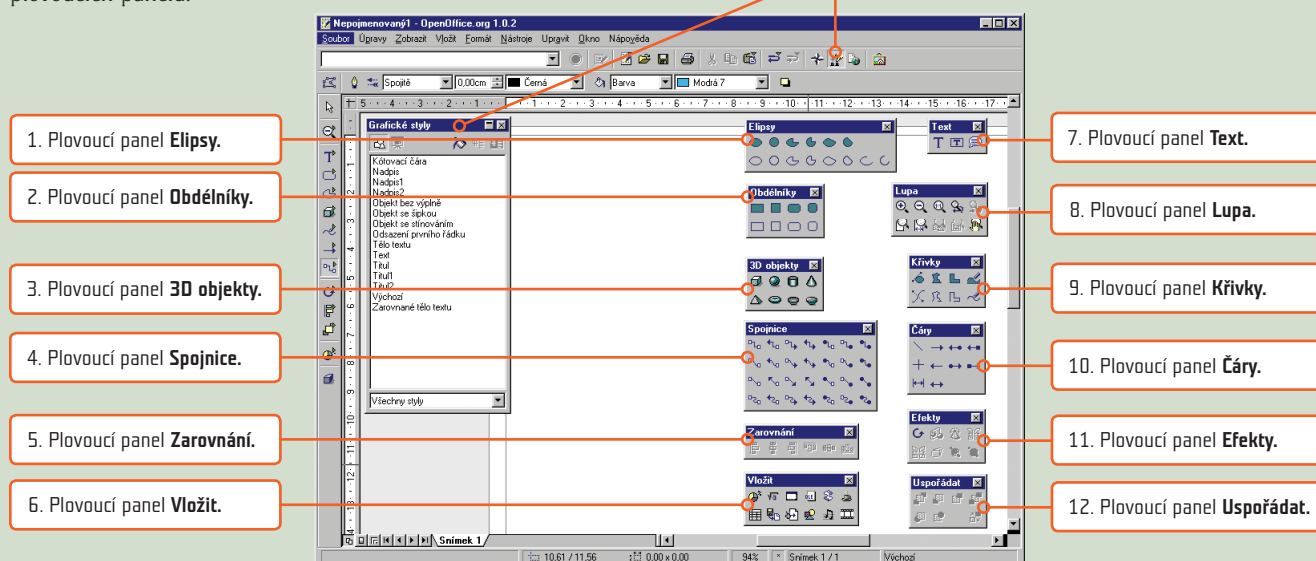 Nepojmenovaný1 - OpenOffice.org 1.0.2
Soubor Úpravy Zobrazit Vložit Formát Nástroje Upravit Okno Nápověda
Spojitě 0,00cm Černá Barva Modrá 7
Grafické styly
Kótovací čára
Nadpis
Nadpis1
Nadpis2
Objekt bez výplně
Objekt se šipkou
Objekt se stínováním
Odsazení prvního řádku
Tělo textu
Text
Titul
Titul1
Titul2
Výchozí
Zarovnané tělo textu
Všechny styly
Elipsy
Text
Obdélníky
Lupa
3D objekty
Křivky
Spojnice
Čáry
Zarovnání
Efekty
Vložit
Uspořádat
Snímek 1
10.61 / 11.56 0.00 x 0.00 94% * Snímek 1 / 1 Výchozí
1. Plovoucí panel Elipsy.
2. Plovoucí panel Obdélníky.
3. Plovoucí panel 3D objekty.
4. Plovoucí panel Spojnice.
5. Plovoucí panel Zarovnání.
6. Plovoucí panel Vložit.
7. Plovoucí panel Text.
8. Plovoucí panel Lupa.
9. Plovoucí panel Křivky.
10. Plovoucí panel Čáry.
11. Plovoucí panel Efekty.
12. Plovoucí panel Uspořádat.